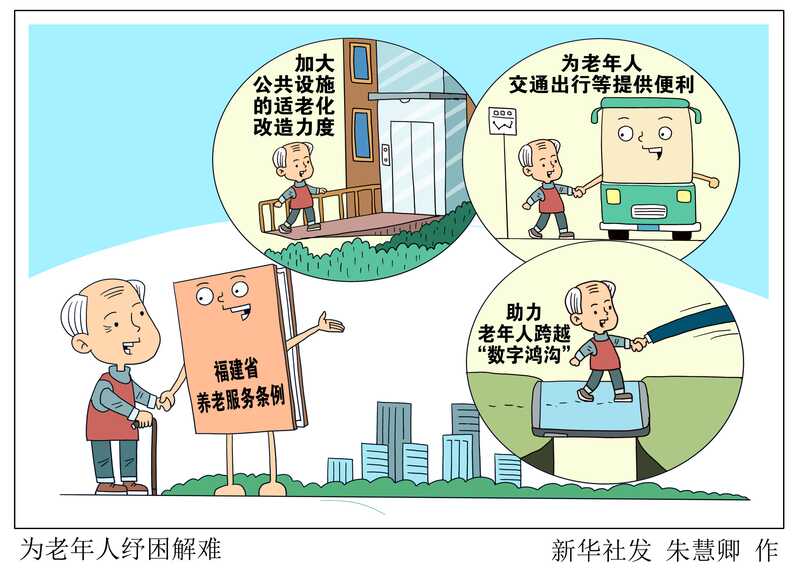 加大
公共设施
的适老化
改造力度
为老年人
交通出行等提供便利
助力
老年人跨越
“数字鸿沟”
福建省
养老服务条例
为老年人纾困解难
新华社发 朱慧卿 作